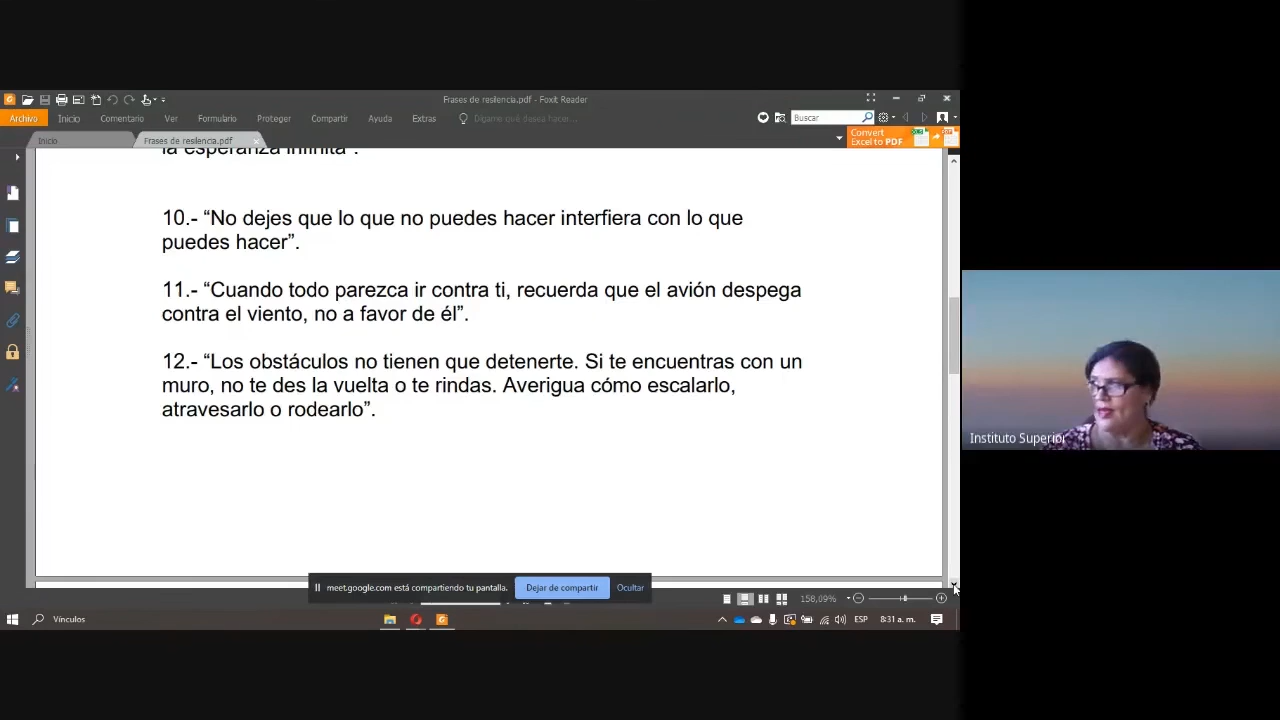 Frases de resilencia.pdf - Foxit Reader
Archivo Inicio Comentario Ver Formulario Proteger Compartir Ayuda Extras Dígame qué desea hacer... Buscar
Inicio Frases de resilencia.pdf
Convert
Excel to PDF
la esperanza infinita”.
10.- “No dejes que lo que no puedes hacer interfiera con lo que
puedes hacer”.
11.- “Cuando todo parezca ir contra ti, recuerda que el avión despega
contra el viento, no a favor de él”.
12.- “Los obstáculos no tienen que detenerte. Si te encuentras con un
muro, no te des la vuelta o te rindas. Averigua cómo escalarlo,
atravesarlo o rodearlo”.
Instituto Superior
meet.google.com está compartiendo tu pantalla. Dejar de compartir Ocultar
158,09%
Vínculos ESP 8:31 a. m.